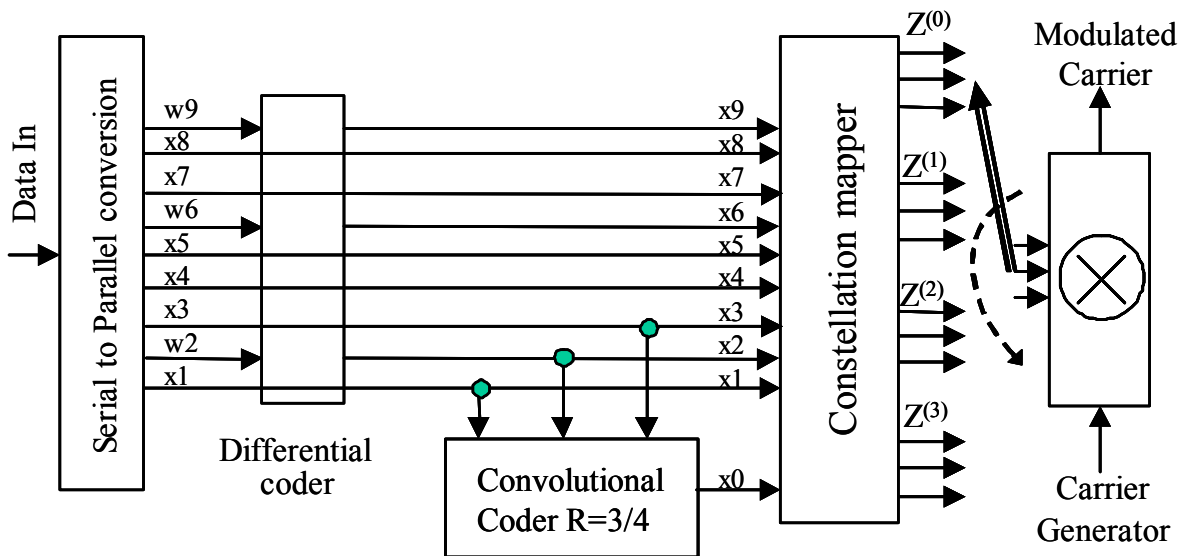 Data In
Serial to Parallel conversion
w9
x8
x7
w6
x5
x4
x3
w2
x1
Differential
coder
x9
x8
x7
x6
x5
x4
x3
x2
x1
x0
Convolutional
Coder R=3/4
Constellation mapper
Z(0)
Z(1)
Z(2)
Z(3)
Modulated
Carrier
Carrier
Generator